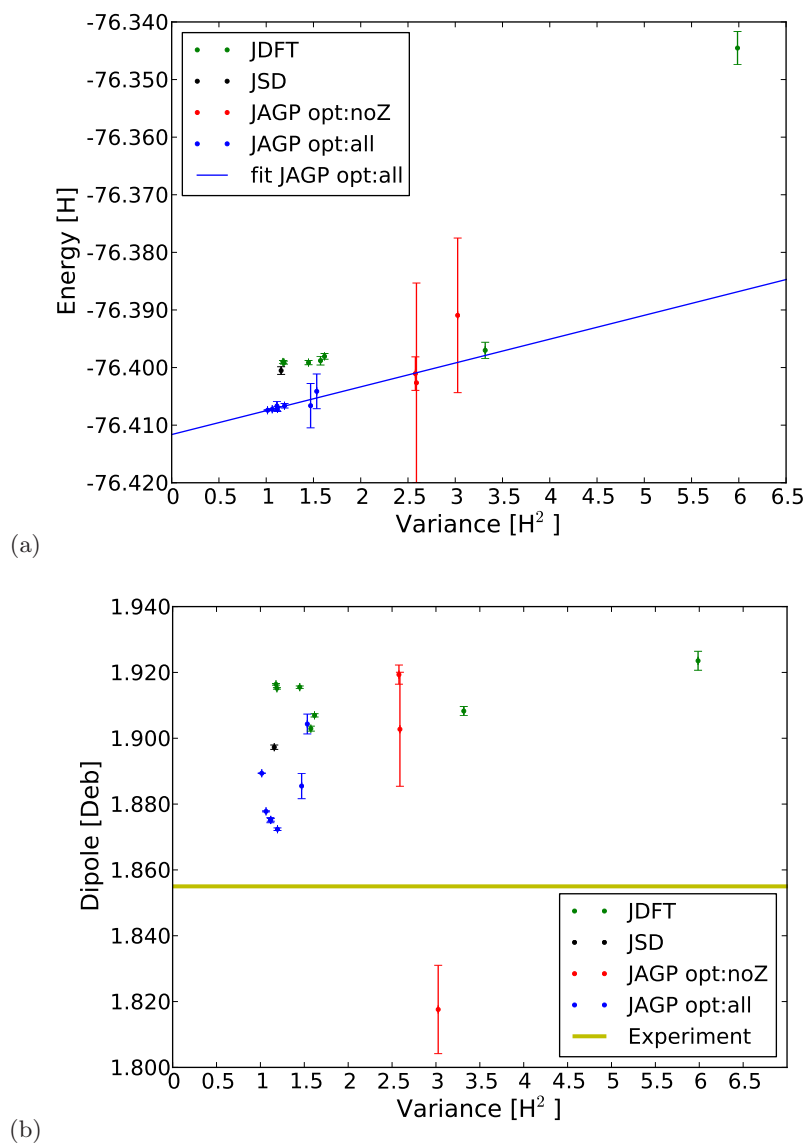 -76.340
-76.350
-76.360
-76.370
-76.380
-76.390
-76.400
-76.410
-76.420
Energy [H]
JDFT
JSD
JAGP opt:noZ
JAGP opt:all
fit JAGP opt:all
0 0.5 1 1.5 2 2.5 3 3.5 4 4.5 5 5.5 6 6.5
Variance [H² ]
(a)
1.940
1.920
1.900
1.880
1.860
1.840
1.820
1.800
Dipole [Deb]
JDFT
JSD
JAGP opt:noZ
JAGP opt:all
Experiment
0 0.5 1 1.5 2 2.5 3 3.5 4 4.5 5 5.5 6 6.5
Variance [H² ]
(b)